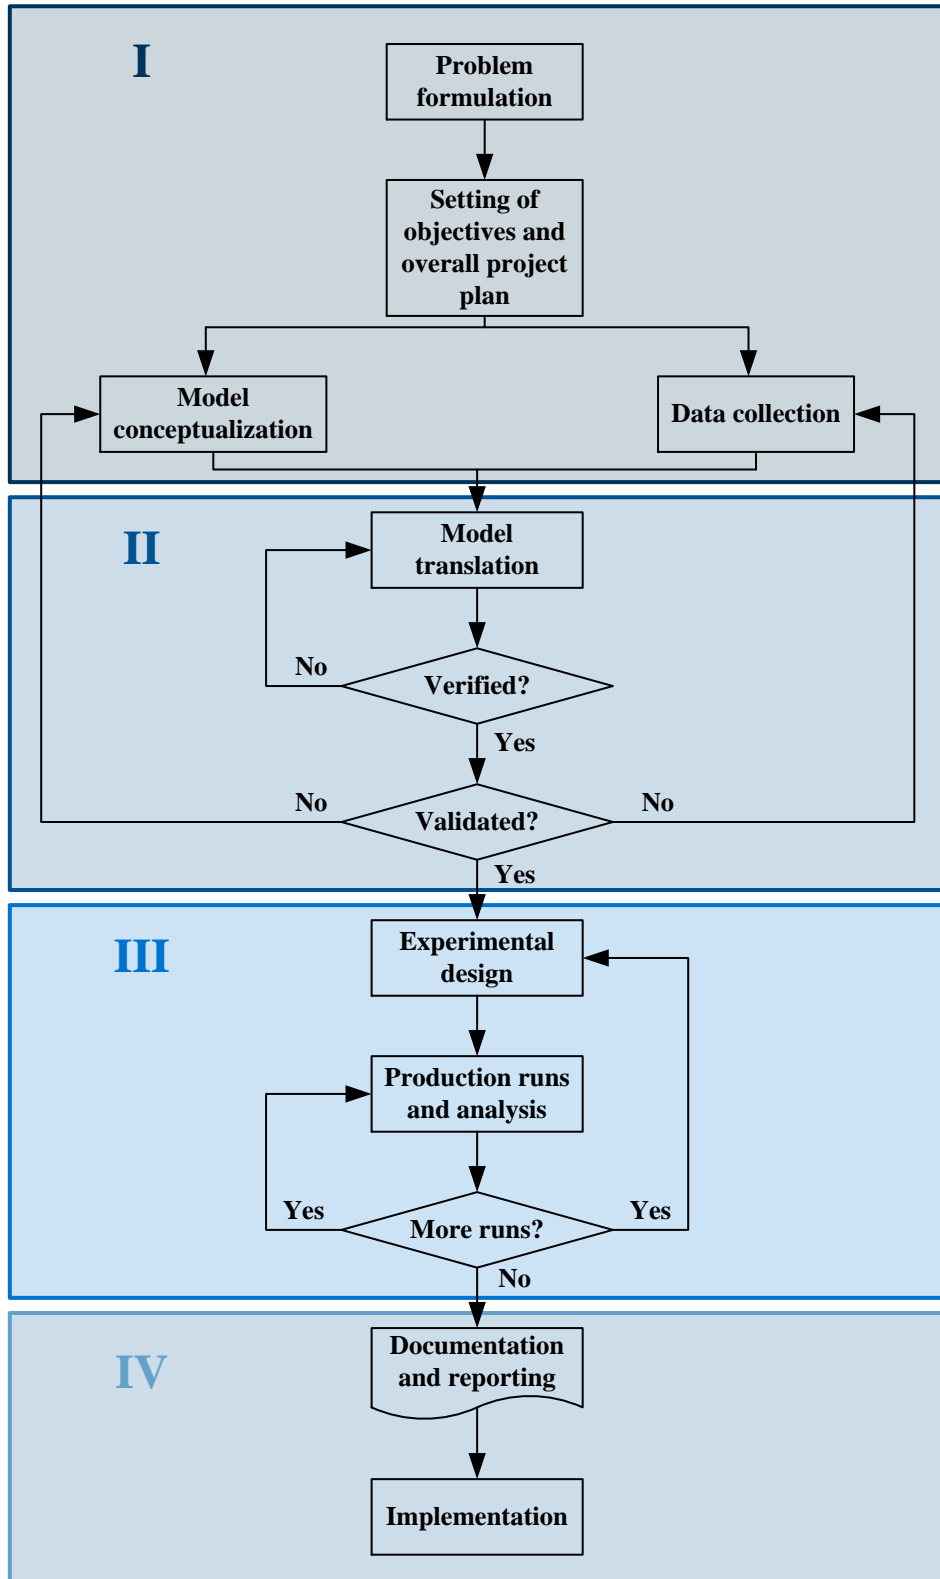 I
Problem
formulation
Setting of
objectives and
overall project
plan
Model
conceptualization
Data collection
II
Model
translation
No
Verified?
Yes
No
Validated?
No
Yes
III
Experimental
design
Production runs
and analysis
Yes
More runs?
Yes
No
IV
Documentation
and reporting
Implementation